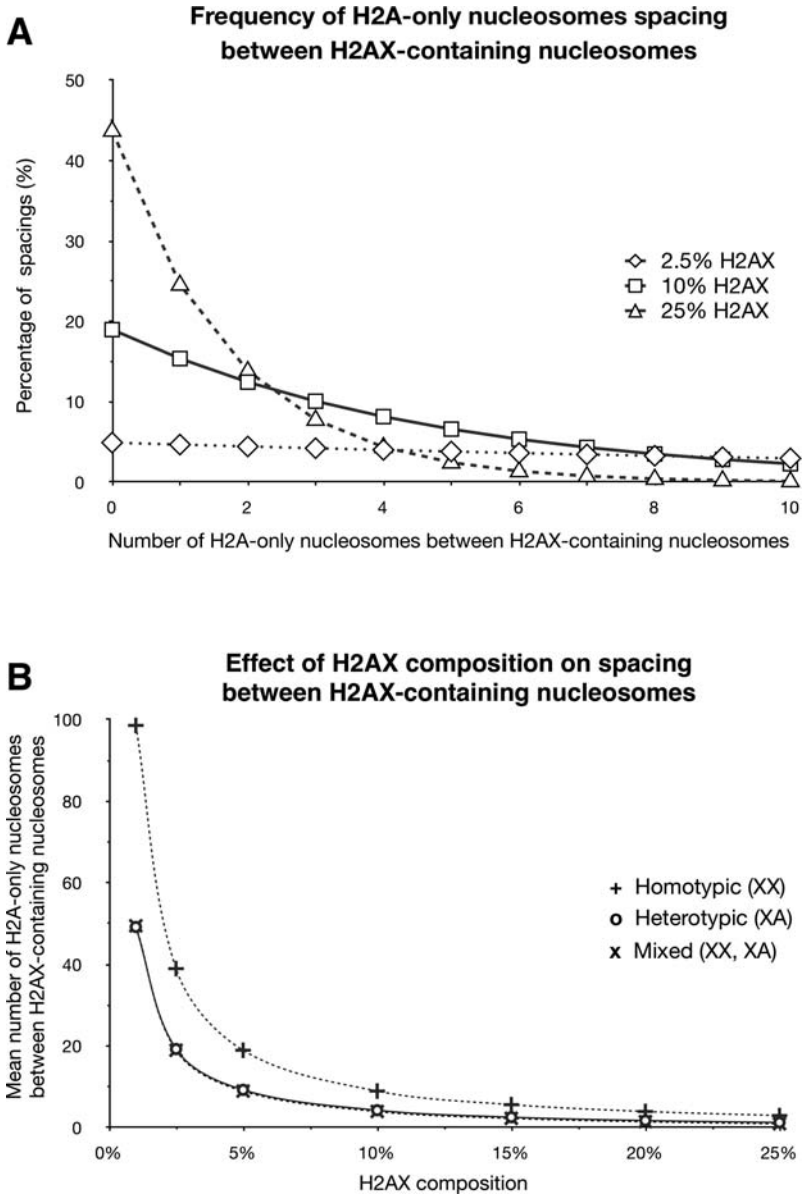 A
Frequency of H2A-only nucleosomes spacing
between H2AX-containing nucleosomes
Percentage of spacings (%)
50
40
30
20
10
0
2.5% H2AX
10% H2AX
25% H2AX
0 2 4 6 8 10
Number of H2A-only nucleosomes between H2AX-containing nucleosomes
B
Effect of H2AX composition on spacing
between H2AX-containing nucleosomes
Mean number of H2A-only nucleosomes
between H2AX-containing nucleosomes
100
80
60
40
20
0
Homotypic (XX)
Heterotypic (XA)
Mixed (XX, XA)
0% 5% 10% 15% 20% 25%
H2AX composition